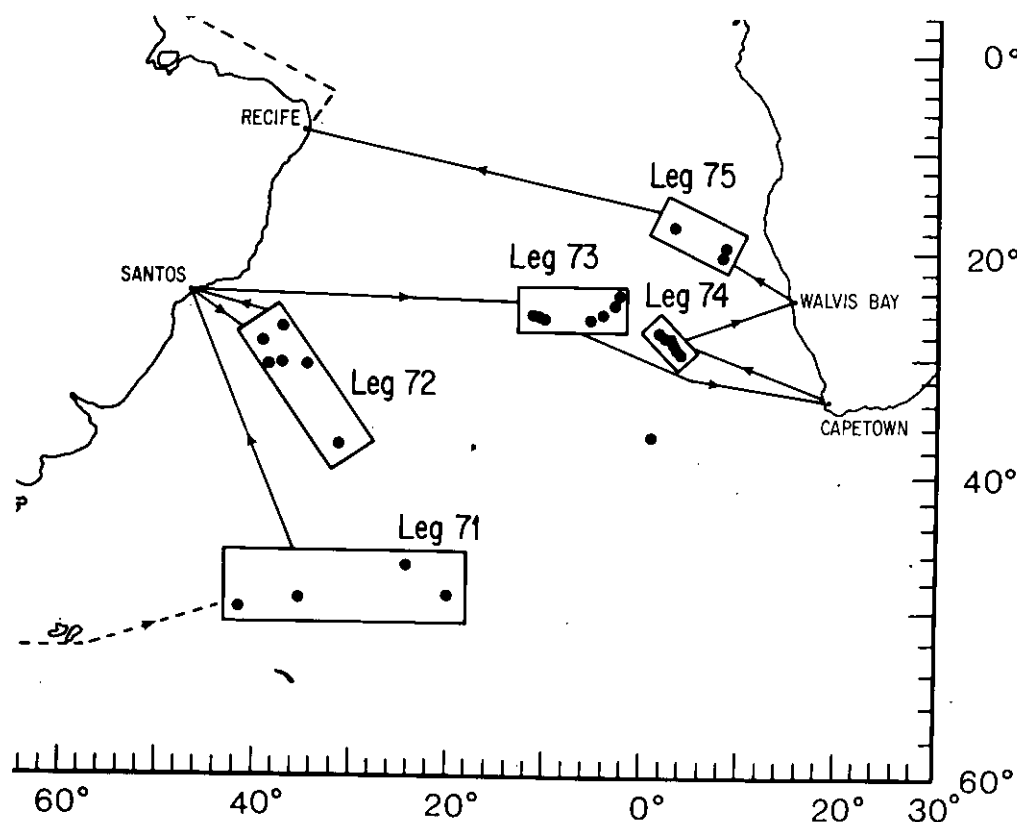 0°
RECIFE
Leg 75
SANTOS
Leg 73
20°
Leg 74
WALVIS BAY
Leg 72
CAPETOWN
40°
Leg 71
60°
60°
40°
20°
0°
20°
30°